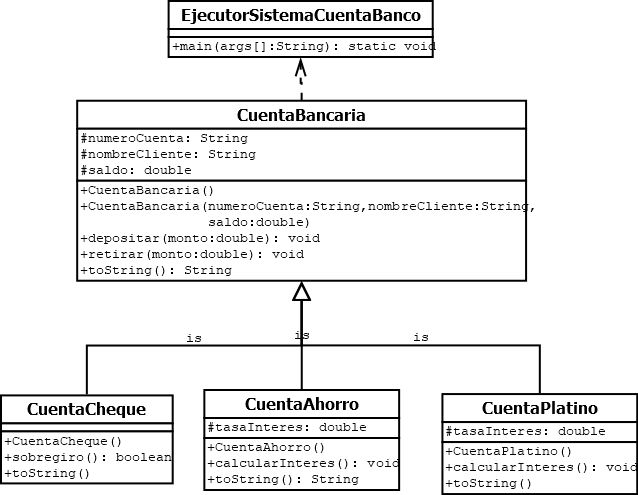 EjecutorSistemaCuentaBanco
+main(args[]:String): static void
CuentaBancaria
#numeroCuenta: String
#nombreCliente: String
#saldo: double
+CuentaBancaria()
+CuentaBancaria(numeroCuenta:String,nombreCliente:String,
saldo:double)
+depositar(monto:double): void
+retirar(monto:double): void
+toString(): String
is
is
is
CuentaCheque
+CuentaCheque()
+sobregiro(): boolean
+toString()
CuentaAhorro
#tasaInteres: double
+CuentaAhorro()
+calcularInteres(): void
+toString(): String
CuentaPlatino
#tasaInteres: double
+CuentaPlatino()
+calcularInteres(): void
+toString()